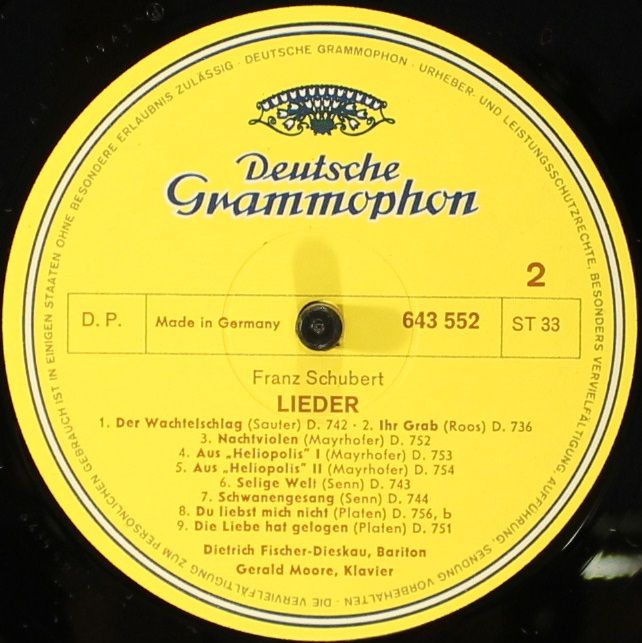 DEUTSCHE GRAMMOPHON · URHEBER- UND LEISTUNGSSCHUTZRECHTE, BESONDERS VERVIELFÄLTIGUNG, AUFFÜHRUNG, SENDUNG VORBEHALTEN · DIE VERVIELFÄLTIGUNG ZUM PERSÖNLICHEN GEBRAUCH IST IN EINIGEN STAATEN OHNE BESONDERE ERLAUBNIS ZULÄSSIG ·
Deutsche
Grammophon
2
D. P. Made in Germany 643 552 ST 33
Franz Schubert
LIEDER
1. Der Wachtelschlag (Sauter) D. 742 · 2. Ihr Grab (Roos) D. 736
3. Nachtviolen (Mayrhofer) D. 752
4. Aus „Heliopolis" I (Mayrhofer) D. 753
5. Aus „Heliopolis" II (Mayrhofer) D. 754
6. Selige Welt (Senn) D. 743
7. Schwanengesang (Senn) D. 744
8. Du liebst mich nicht (Platen) D. 756, b
9. Die Liebe hat gelogen (Platen) D. 751
Dietrich Fischer-Dieskau, Bariton
Gerald Moore, Klavier